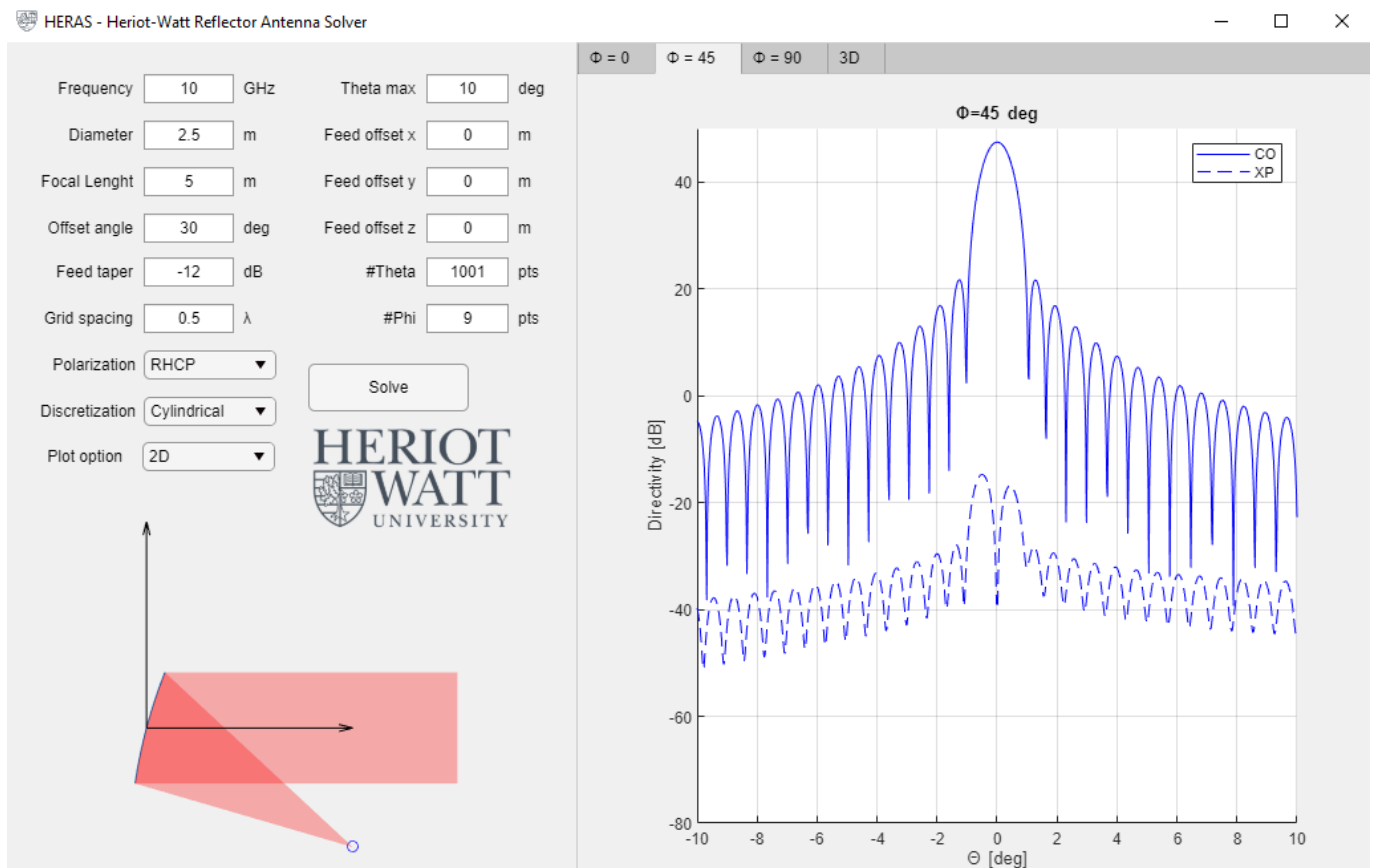 HERAS - Heriot-Watt Reflector Antenna Solver
Frequency 10 GHz Theta max 10 deg
Diameter 2.5 m Feed offset x 0 m
Focal Lenght 5 m Feed offset y 0 m
Offset angle 30 deg Feed offset z 0 m
Feed taper -12 dB #Theta 1001 pts
Grid spacing 0.5 λ #Phi 9 pts
Polarization RHCP
Discretization Cylindrical
Plot option 2D
Solve
HERIOT
WATT
UNIVERSITY
Φ = 0 Φ = 45 Φ = 90 3D
Φ=45 deg
CO
XP
Directivity [dB]
40
20
0
-20
-40
-60
-80
-10 -8 -6 -4 -2 0 2 4 6 8 10
Θ [deg]